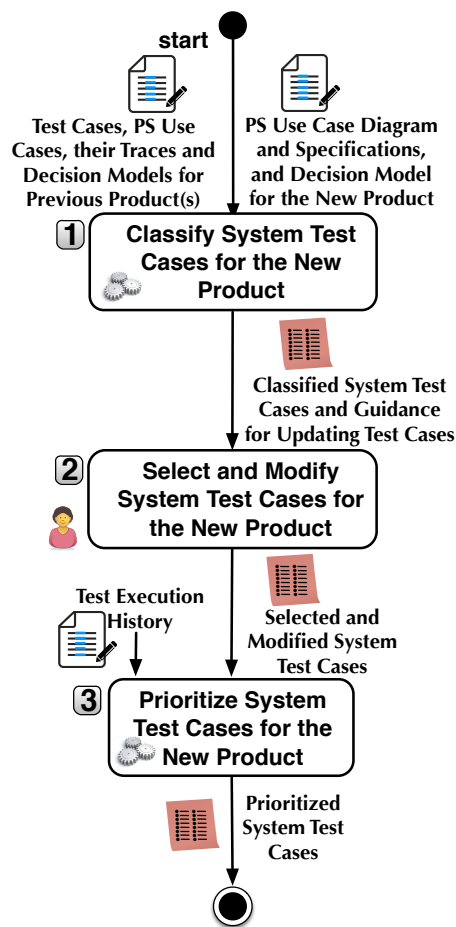 start
Test Cases, PS Use
Cases, their Traces and
Decision Models for
Previous Product(s)
PS Use Case Diagram
and Specifications,
and Decision Model
for the New Product
1
Classify System Test
Cases for the New
Product
Classified System Test
Cases and Guidance
for Updating Test Cases
2
Select and Modify
System Test Cases for
the New Product
Test Execution
History
Selected and
Modified System
Test Cases
3
Prioritize System
Test Cases for the
New Product
Prioritized
System Test
Cases